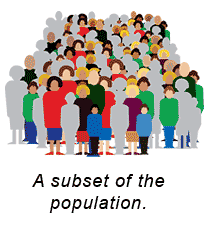 A subset of the
population.